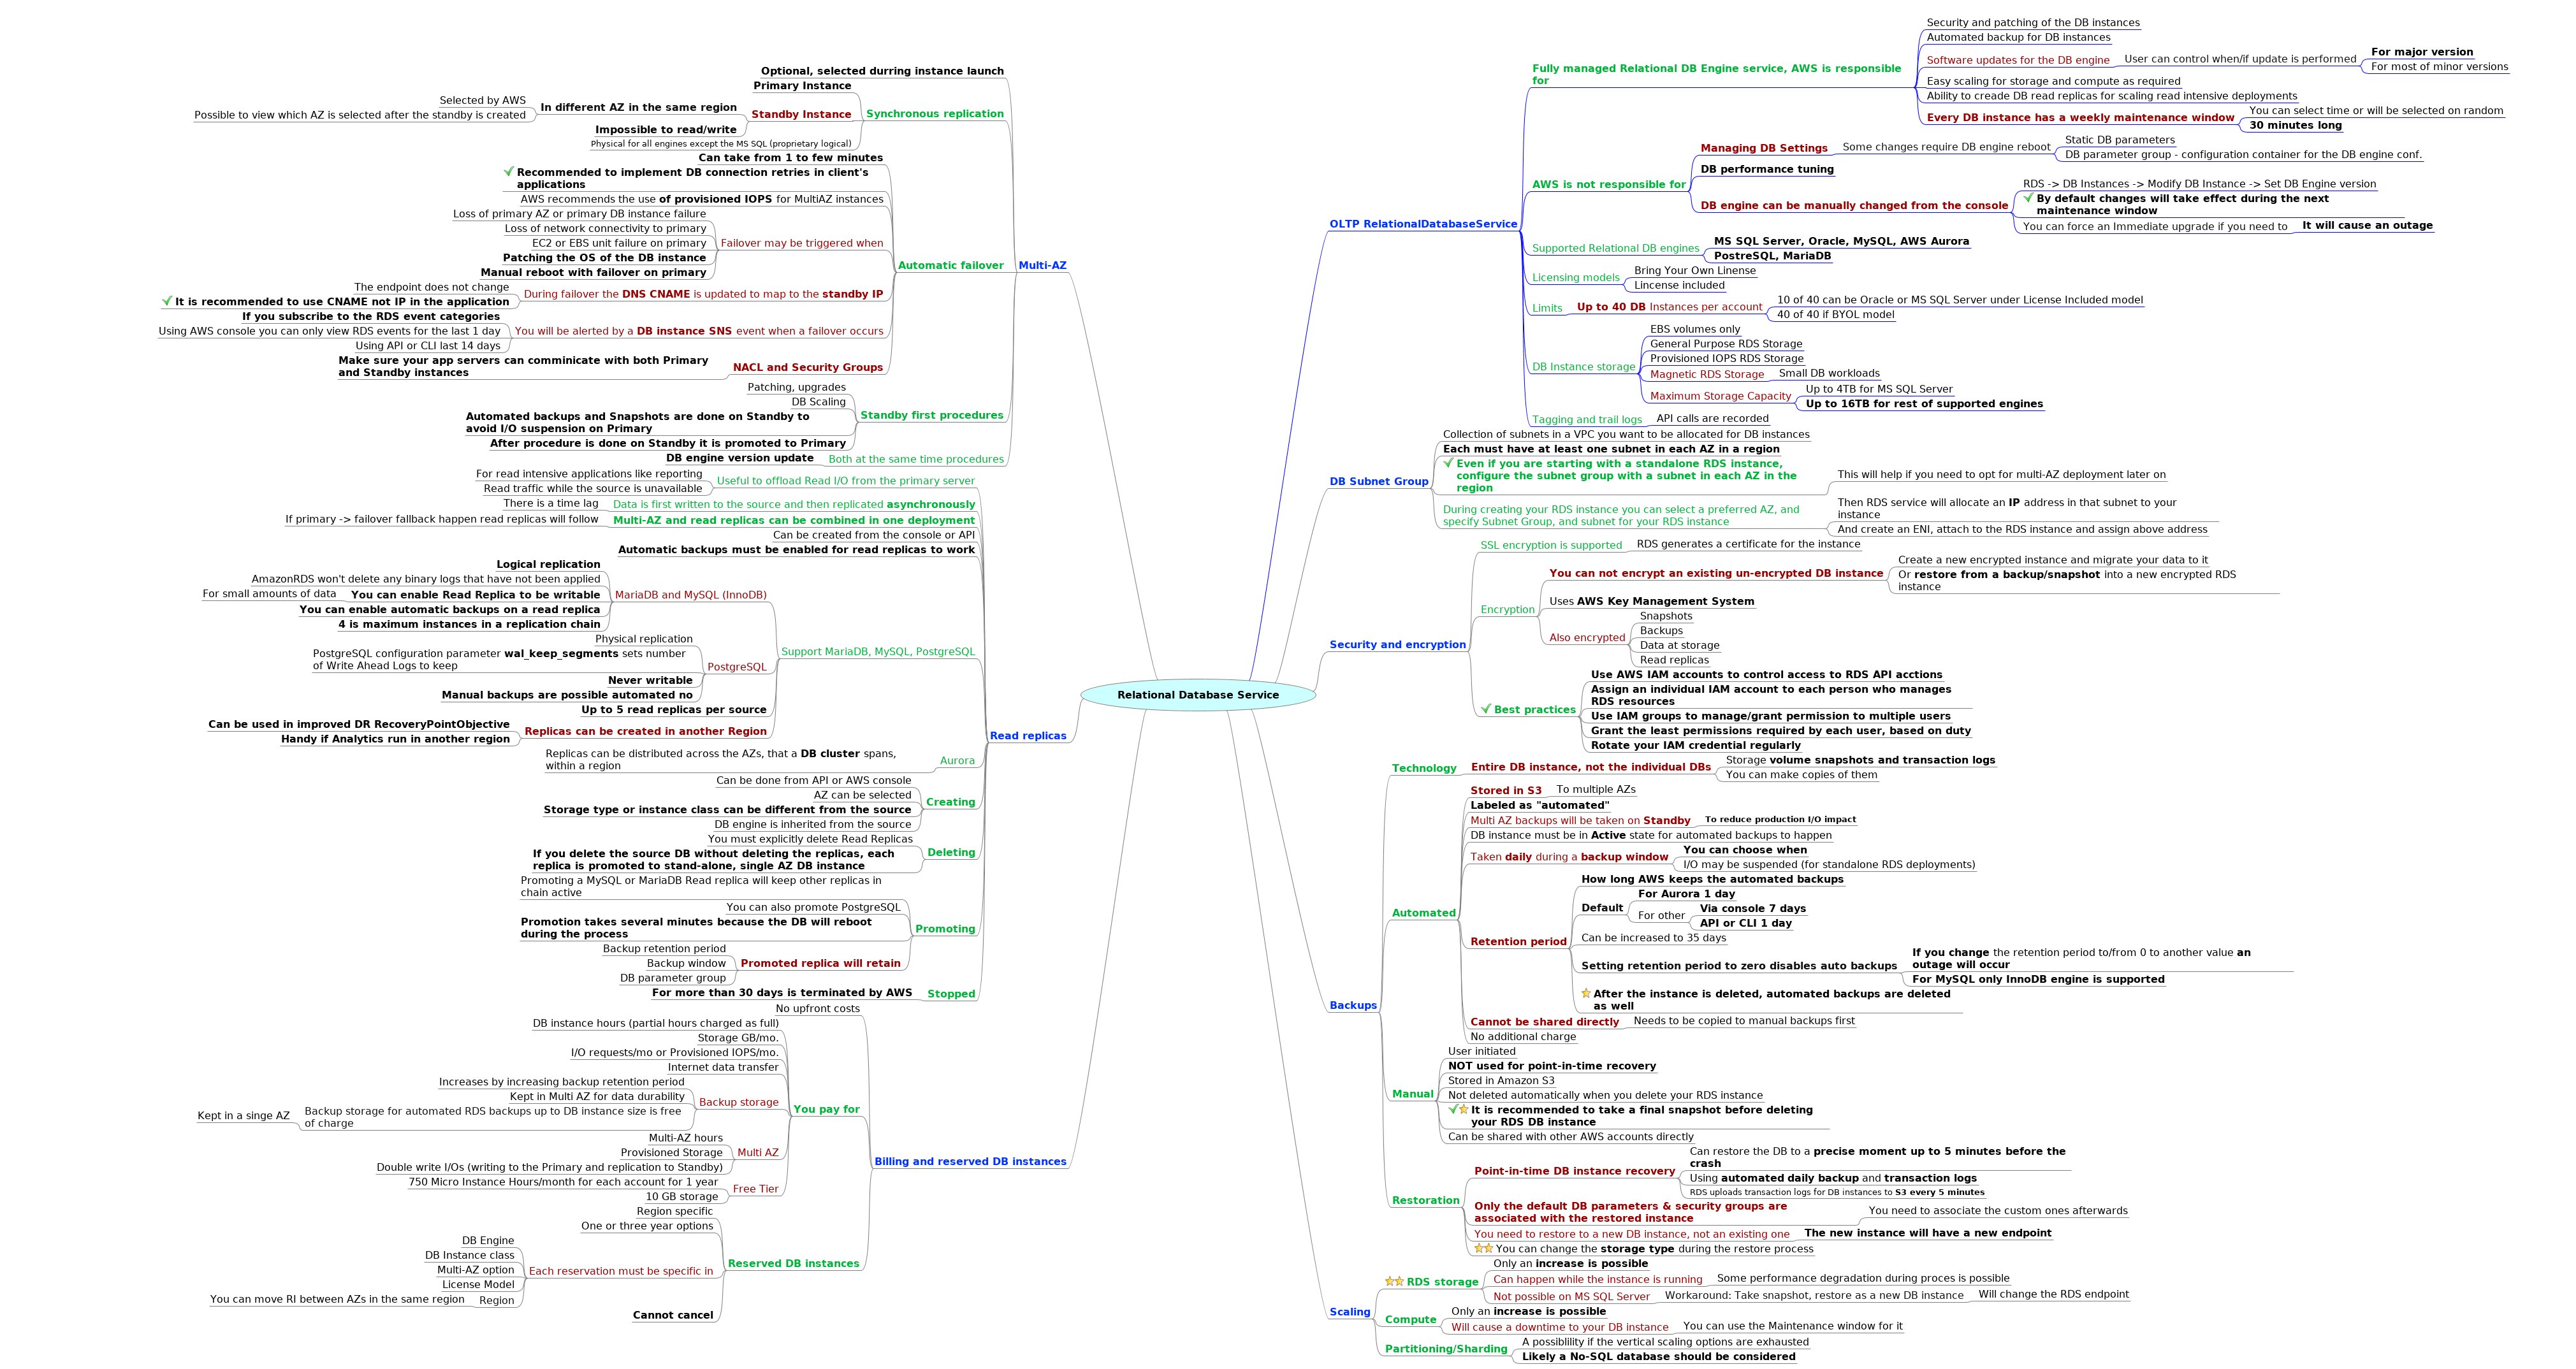 Relational Database Service
OLTP RelationalDatabaseService
Fully managed Relational DB Engine service, AWS is responsible
for
Security and patching of the DB instances
Automated backup for DB instances
Software updates for the DB engine
User can control when/if update is performed
For major version
For most of minor versions
Easy scaling for storage and compute as required
Ability to creade DB read replicas for scaling read intensive deployments
Every DB instance has a weekly maintenance window
You can select time or will be selected on random
30 minutes long
AWS is not responsible for
Managing DB Settings
Some changes require DB engine reboot
Static DB parameters
DB parameter group - configuration container for the DB engine conf.
DB performance tuning
DB engine can be manually changed from the console
RDS -> DB Instances -> Modify DB Instance -> Set DB Engine version
By default changes will take effect during the next
maintenance window
You can force an Immediate upgrade if you need to
It will cause an outage
Supported Relational DB engines
MS SQL Server, Oracle, MySQL, AWS Aurora
PostreSQL, MariaDB
Licensing models
Bring Your Own Linense
Lincense included
Limits
Up to 40 DB Instances per account
10 of 40 can be Oracle or MS SQL Server under License Included model
40 of 40 if BYOL model
DB Instance storage
EBS volumes only
General Purpose RDS Storage
Provisioned IOPS RDS Storage
Magnetic RDS Storage
Small DB workloads
Maximum Storage Capacity
Up to 4TB for MS SQL Server
Up to 16TB for rest of supported engines
Tagging and trail logs
API calls are recorded
DB Subnet Group
Collection of subnets in a VPC you want to be allocated for DB instances
Each must have at least one subnet in each AZ in a region
Even if you are starting with a standalone RDS instance,
configure the subnet group with a subnet in each AZ in the
region
This will help if you need to opt for multi-AZ deployment later on
During creating your RDS instance you can select a preferred AZ, and
specify Subnet Group, and subnet for your RDS instance
Then RDS service will allocate an IP address in that subnet to your
instance
And create an ENI, attach to the RDS instance and assign above address
Security and encryption
SSL encryption is supported
RDS generates a certificate for the instance
Encryption
You can not encrypt an existing un-encrypted DB instance
Create a new encrypted instance and migrate your data to it
Or restore from a backup/snapshot into a new encrypted RDS
instance
Uses AWS Key Management System
Also encrypted
Snapshots
Backups
Data at storage
Read replicas
Best practices
Use AWS IAM accounts to control access to RDS API acctions
Assign an individual IAM account to each person who manages
RDS resources
Use IAM groups to manage/grant permission to multiple users
Grant the least permissions required by each user, based on duty
Rotate your IAM credential regularly
Backups
Technology
Entire DB instance, not the individual DBs
Storage volume snapshots and transaction logs
You can make copies of them
Automated
Stored in S3
To multiple AZs
Labeled as "automated"
Multi AZ backups will be taken on Standby
To reduce production I/O impact
DB instance must be in Active state for automated backups to happen
Taken daily during a backup window
You can choose when
I/O may be suspended (for standalone RDS deployments)
Retention period
How long AWS keeps the automated backups
Default
For Aurora 1 day
For other
Via console 7 days
API or CLI 1 day
Can be increased to 35 days
Setting retention period to zero disables auto backups
If you change the retention period to/from 0 to another value an
outage will occur
For MySQL only InnoDB engine is supported
After the instance is deleted, automated backups are deleted
as well
Cannot be shared directly
Needs to be copied to manual backups first
No additional charge
Manual
User initiated
NOT used for point-in-time recovery
Stored in Amazon S3
Not deleted automatically when you delete your RDS instance
It is recommended to take a final snapshot before deleting
your RDS DB instance
Can be shared with other AWS accounts directly
Restoration
Point-in-time DB instance recovery
Can restore the DB to a precise moment up to 5 minutes before the
crash
Using automated daily backup and transaction logs
RDS uploads transaction logs for DB instances to S3 every 5 minutes
Only the default DB parameters & security groups are
associated with the restored instance
You need to associate the custom ones afterwards
You need to restore to a new DB instance, not an existing one
The new instance will have a new endpoint
You can change the storage type during the restore process
Scaling
RDS storage
Only an increase is possible
Can happen while the instance is running
Some performance degradation during proces is possible
Not possible on MS SQL Server
Workaround: Take snapshot, restore as a new DB instance
Will change the RDS endpoint
Compute
Only an increase is possible
Will cause a downtime to your DB instance
You can use the Maintenance window for it
Partitioning/Sharding
A possiblility if the vertical scaling options are exhausted
Likely a No-SQL database should be considered
Multi-AZ
Optional, selected durring instance launch
Synchronous replication
Primary Instance
Standby Instance
In different AZ in the same region
Selected by AWS
Possible to view which AZ is selected after the standby is created
Impossible to read/write
Physical for all engines except the MS SQL (proprietary logical)
Automatic failover
Can take from 1 to few minutes
Recommended to implement DB connection retries in client's
applications
AWS recommends the use of provisioned IOPS for MultiAZ instances
Failover may be triggered when
Loss of primary AZ or primary DB instance failure
Loss of network connectivity to primary
EC2 or EBS unit failure on primary
Patching the OS of the DB instance
Manual reboot with failover on primary
During failover the DNS CNAME is updated to map to the standby IP
The endpoint does not change
It is recommended to use CNAME not IP in the application
You will be alerted by a DB instance SNS event when a failover occurs
If you subscribe to the RDS event categories
Using AWS console you can only view RDS events for the last 1 day
Using API or CLI last 14 days
NACL and Security Groups
Make sure your app servers can comminicate with both Primary
and Standby instances
Standby first procedures
Patching, upgrades
DB Scaling
Automated backups and Snapshots are done on Standby to
avoid I/O suspension on Primary
After procedure is done on Standby it is promoted to Primary
Both at the same time procedures
DB engine version update
Read replicas
Useful to offload Read I/O from the primary server
For read intensive applications like reporting
Read traffic while the source is unavailable
Data is first written to the source and then replicated asynchronously
There is a time lag
Multi-AZ and read replicas can be combined in one deployment
If primary -> failover fallback happen read replicas will follow
Can be created from the console or API
Automatic backups must be enabled for read replicas to work
Support MariaDB, MySQL, PostgreSQL
MariaDB and MySQL (InnoDB)
Logical replication
AmazonRDS won't delete any binary logs that have not been applied
You can enable Read Replica to be writable
For small amounts of data
You can enable automatic backups on a read replica
4 is maximum instances in a replication chain
PostgreSQL
Physical replication
PostgreSQL configuration parameter wal_keep_segments sets number
of Write Ahead Logs to keep
Never writable
Manual backups are possible automated no
Up to 5 read replicas per source
Replicas can be created in another Region
Can be used in improved DR RecoveryPointObjective
Handy if Analytics run in another region
Aurora
Replicas can be distributed across the AZs, that a DB cluster spans,
within a region
Creating
Can be done from API or AWS console
AZ can be selected
Storage type or instance class can be different from the source
DB engine is inherited from the source
Deleting
You must explicitly delete Read Replicas
If you delete the source DB without deleting the replicas, each
replica is promoted to stand-alone, single AZ DB instance
Promoting
Promoting a MySQL or MariaDB Read replica will keep other replicas in
chain active
You can also promote PostgreSQL
Promotion takes several minutes because the DB will reboot
during the process
Promoted replica will retain
Backup retention period
Backup window
DB parameter group
Stopped
For more than 30 days is terminated by AWS
Billing and reserved DB instances
No upfront costs
You pay for
DB instance hours (partial hours charged as full)
Storage GB/mo.
I/O requests/mo or Provisioned IOPS/mo.
Internet data transfer
Backup storage
Increases by increasing backup retention period
Kept in Multi AZ for data durability
Backup storage for automated RDS backups up to DB instance size is free
of charge
Kept in a singe AZ
Multi AZ
Multi-AZ hours
Provisioned Storage
Double write I/Os (writing to the Primary and replication to Standby)
Free Tier
750 Micro Instance Hours/month for each account for 1 year
10 GB storage
Reserved DB instances
Region specific
One or three year options
Each reservation must be specific in
DB Engine
DB Instance class
Multi-AZ option
License Model
Region
You can move RI between AZs in the same region
Cannot cancel